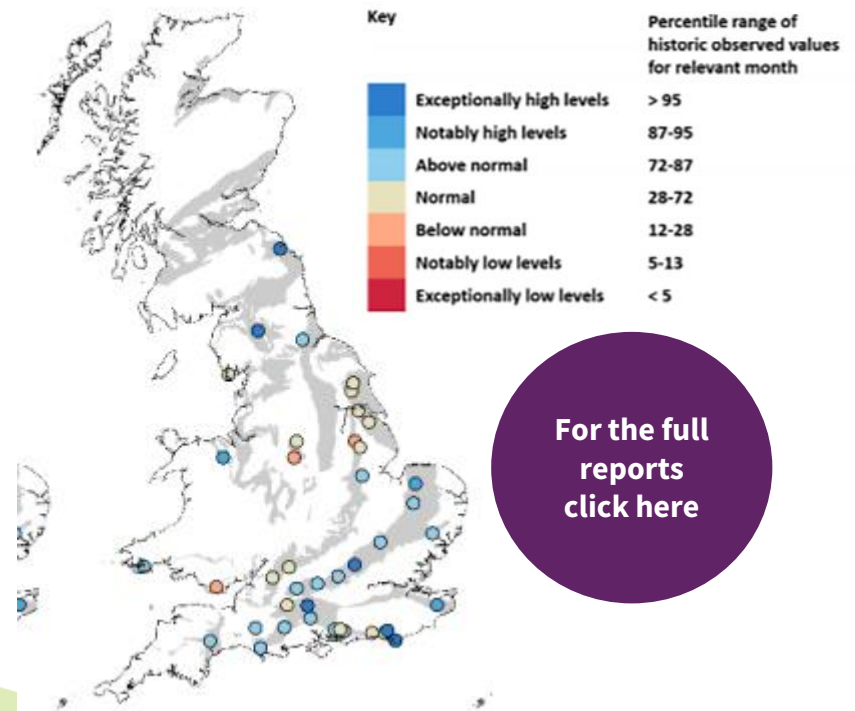 Key
Percentile range of
historic observed values
for relevant month
Exceptionally high levels > 95
Notably high levels 87-95
Above normal 72-87
Normal 28-72
Below normal 12-28
Notably low levels 5-13
Exceptionally low levels < 5
For the full
reports
click here